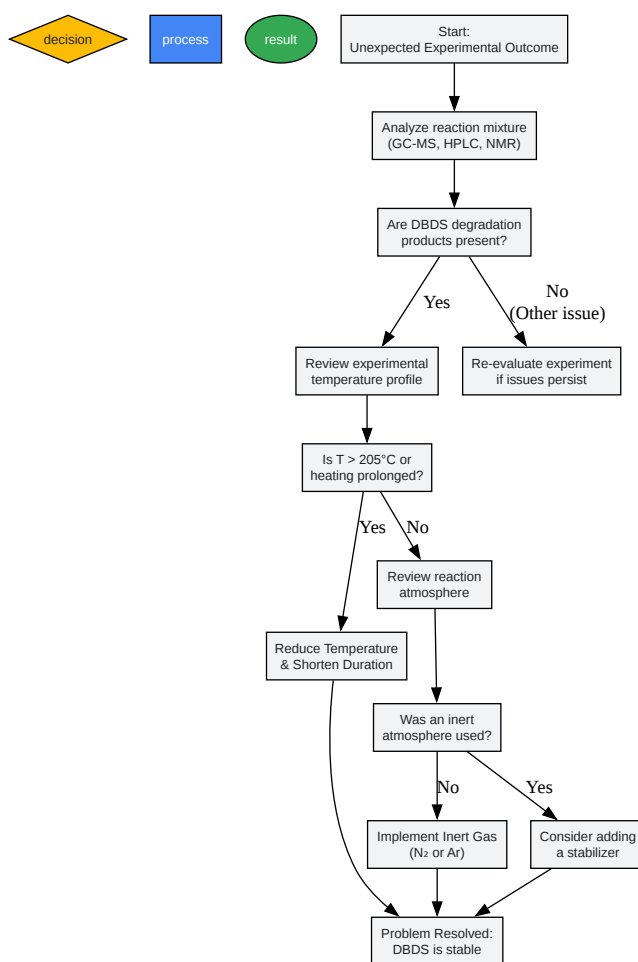 decision
process
result
Start:
Unexpected Experimental Outcome
Analyze reaction mixture
(GC-MS, HPLC, NMR)
Are DBDS degradation
products present?
Yes
No
(Other issue)
Review experimental
temperature profile
Re-evaluate experiment
if issues persist
Is T > 205°C or
heating prolonged?
Yes
No
Review reaction
atmosphere
Reduce Temperature
& Shorten Duration
Was an inert
atmosphere used?
No
Yes
Implement Inert Gas
(N₂ or Ar)
Consider adding
a stabilizer
Problem Resolved:
DBDS is stable